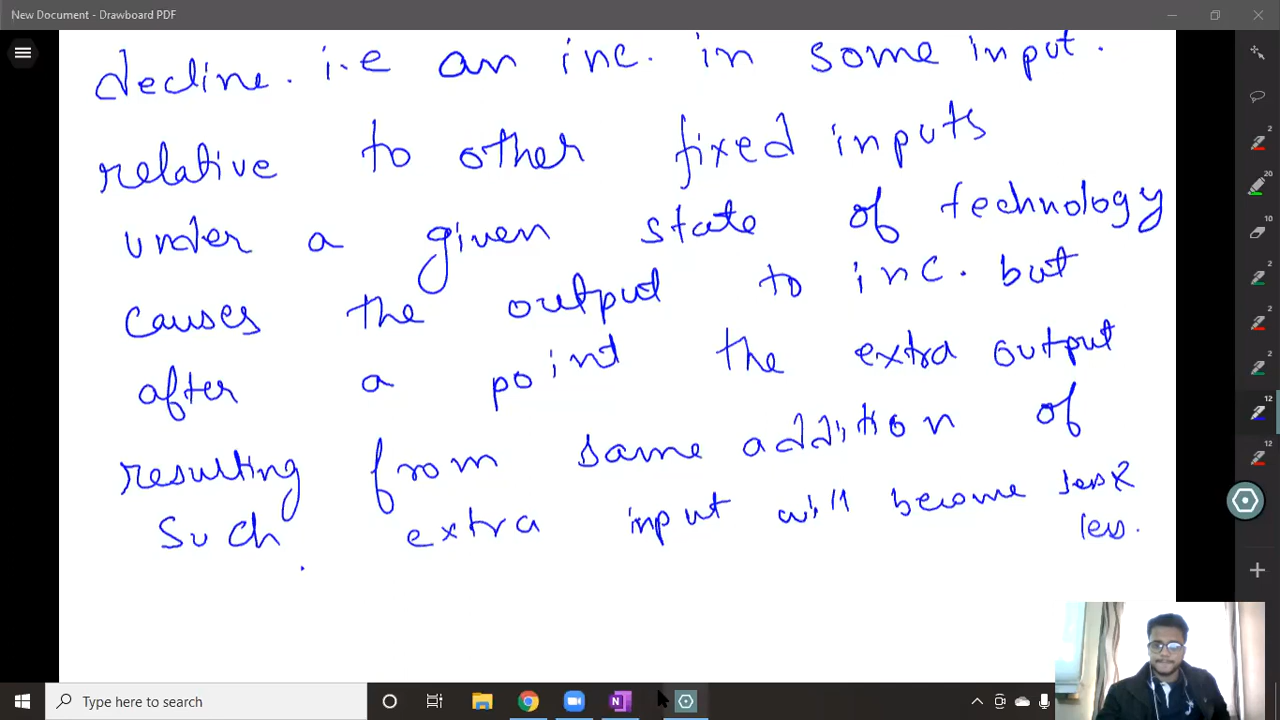 New Document - Drawboard PDF
decline. i.e an inc. in some input.
relative to other fixed inputs
under a given state of technology
causes the output to inc. but
after a point the extra output
resulting from same addition of
such extra input will become less &
less.
Type here to search